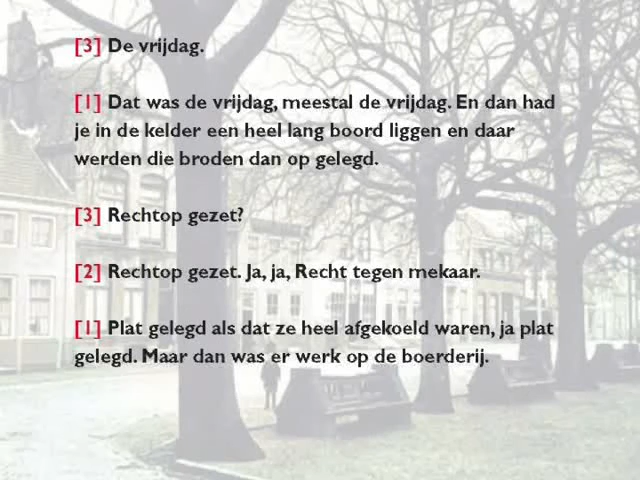 [3] De vrijdag.
[1] Dat was de vrijdag, meestal de vrijdag. En dan had
je in de kelder een heel lang boord liggen en daar
werden die broden dan op gelegd.
[3] Rechtop gezet?
[2] Rechtop gezet. Ja, ja, Recht tegen mekaar.
[1] Plat gelegd als dat ze heel afgekoeld waren, ja plat
gelegd. Maar dan was er werk op de boerderij.